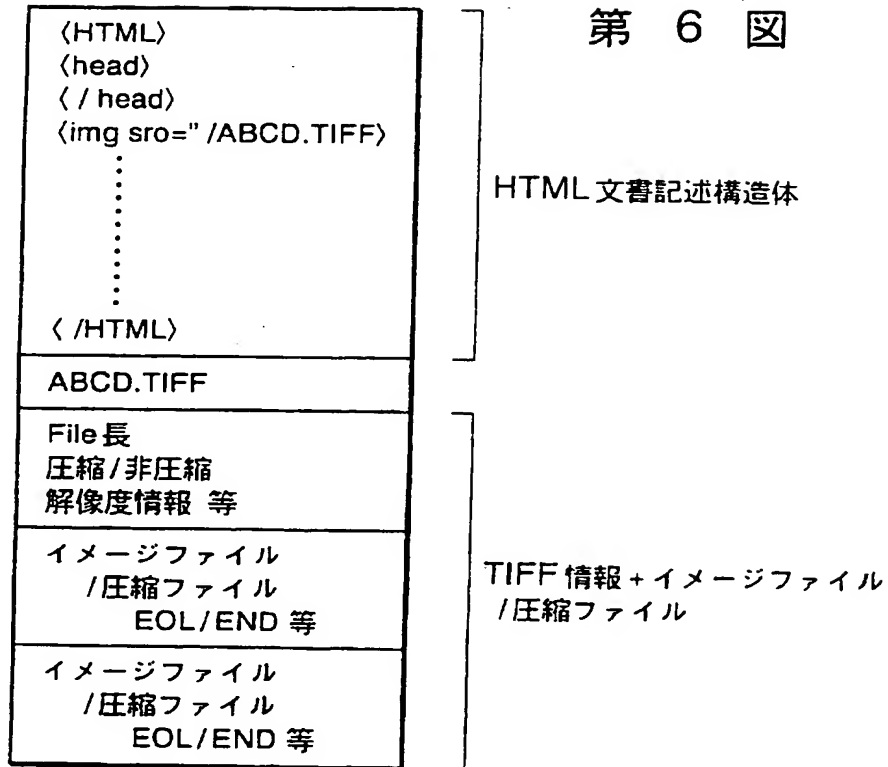 第 6 図
〈HTML〉
〈head〉
〈 / head〉
〈img sro=" /ABCD.TIFF〉
〈 /HTML〉
HTML 文書記述構造体
ABCD.TIFF
File 長
圧縮 / 非圧縮
解像度情報 等
イメージファイル
/圧縮ファイル
EOL/END 等
イメージファイル
/圧縮ファイル
EOL/END 等
TIFF 情報 + イメージファイル
/圧縮ファイル